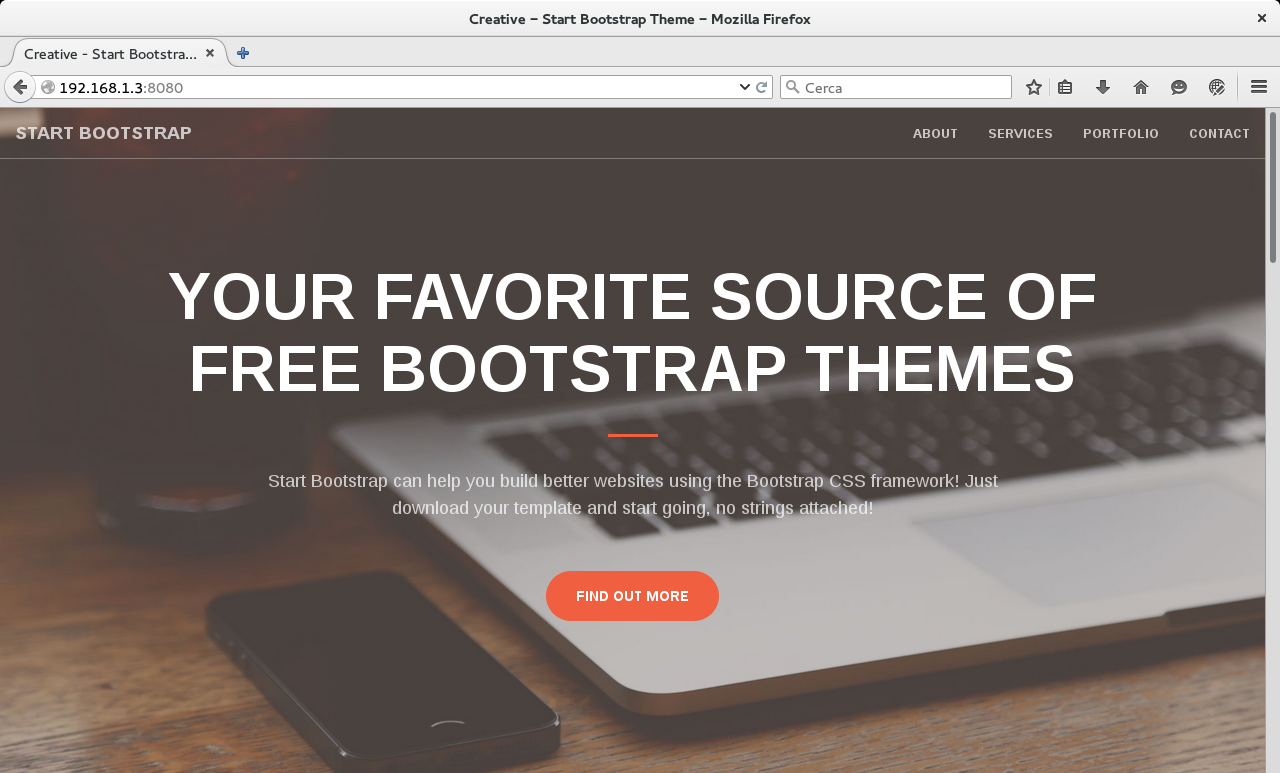 Creative – Start Bootstrap Theme – Mozilla Firefox
Creative - Start Bootstra...
192.168.1.3:8080
Cerca
START BOOTSTRAP
ABOUT SERVICES PORTFOLIO CONTACT
YOUR FAVORITE SOURCE OF
FREE BOOTSTRAP THEMES
Start Bootstrap can help you build better websites using the Bootstrap CSS framework! Just
download your template and start going, no strings attached!
FIND OUT MORE